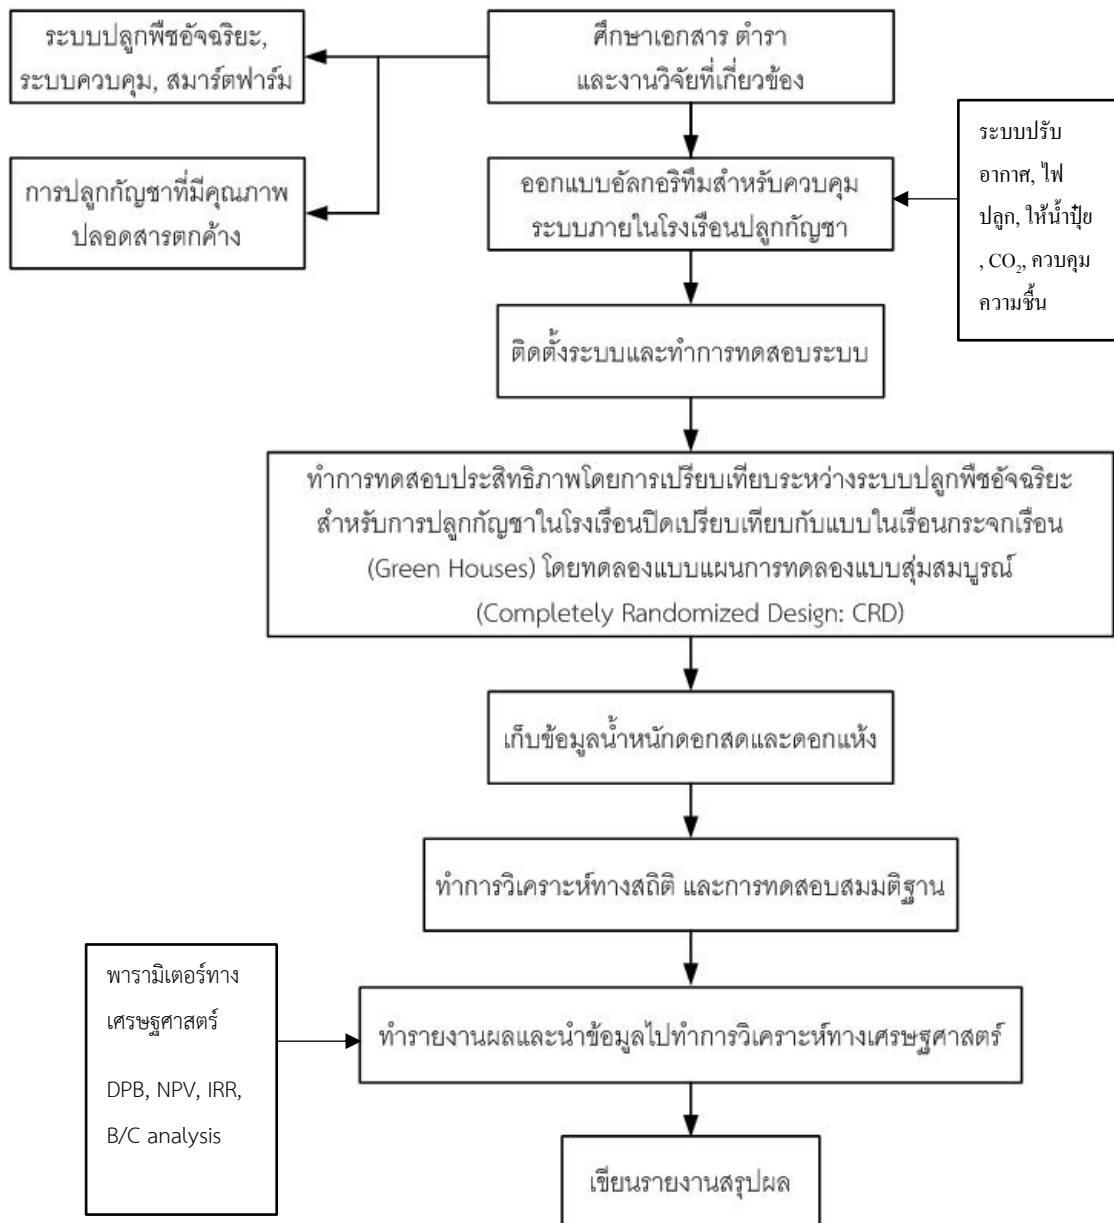 ระบบปลูกพืชอัจฉริยะ,
ระบบควบคุม, สมาร์ตฟาร์ม
ศึกษาเอกสาร ตำรา
และงานวิจัยที่เกี่ยวข้อง
การปลูกกัญชาที่มีคุณภาพ
ปลอดสารตกค้าง
ออกแบบอัลกอริทึมสำหรับควบคุม
ระบบภายในโรงเรือนปลูกกัญชา
ระบบปรับ
อากาศ, ไฟ
ปลูก, ให้น้ำปุ๋ย
, CO₂, ควบคุม
ความชื้น
ติดตั้งระบบและทำการทดสอบระบบ
ทำการทดสอบประสิทธิภาพโดยการเปรียบเทียบระหว่างระบบปลูกพืชอัจฉริยะ
สำหรับการปลูกกัญชาในโรงเรือนปิดเปรียบเทียบกับแบบในเรือนกระจกเรือน
(Green Houses) โดยทดลองแบบแผนการทดลองแบบสุ่มสมบูรณ์
(Completely Randomized Design: CRD)
เก็บข้อมูลน้ำหนักดอกสดและดอกแห้ง
ทำการวิเคราะห์ทางสถิติ และการทดสอบสมมติฐาน
พารามิเตอร์ทาง
เศรษฐศาสตร์
DPB, NPV, IRR,
B/C analysis
ทำรายงานผลและนำข้อมูลไปทำการวิเคราะห์ทางเศรษฐศาสตร์
เขียนรายงานสรุปผล